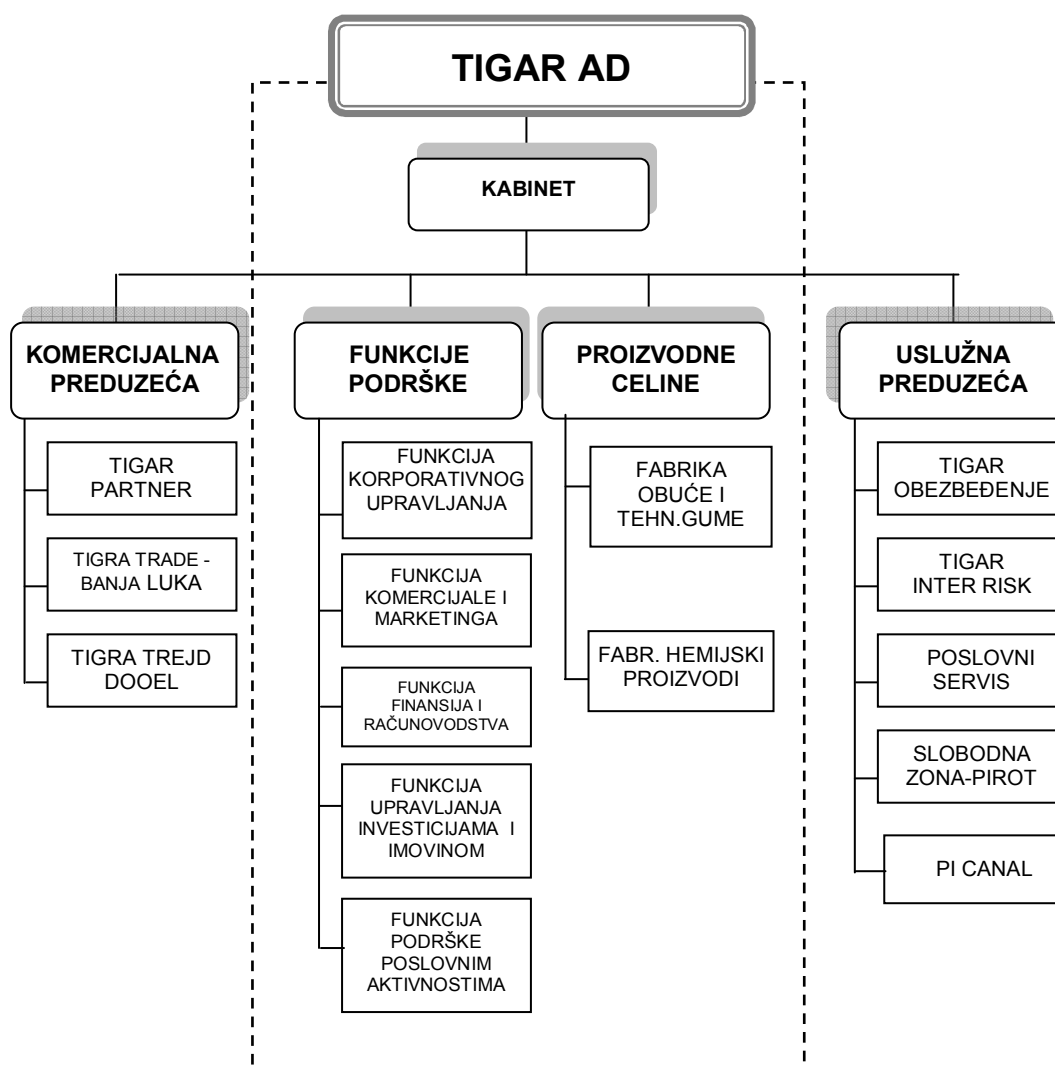 TIGAR AD
KABINET
KOMERCIJALNA
PREDUZEĆA
TIGAR
PARTNER
TIGRA TRADE -
BANJA LUKA
TIGRA TREJD
DOOEL
FUNKCIJE
PODRŠKE
FUNKCIJA
KORPORATIVNOG
UPRAVLJANJA
FUNKCIJA
KOMERCIJALE I
MARKETINGA
FUNKCIJA
FINANSIJA I
RAČUNOVODSTVA
FUNKCIJA
UPRAVLJANJA
INVESTICIJAMA I
IMOVINOM
FUNKCIJA
PODRŠKE
POSLOVNIM
AKTIVNOSTIMA
PROIZVODNE
CELINE
FABRIKA
OBUĆE I
TEHN.GUME
FABR. HEMIJSKI
PROIZVODI
USLUŽNA
PREDUZEĆA
TIGAR
OBEZBEĐENJE
TIGAR
INTER RISK
POSLOVNI
SERVIS
SLOBODNA
ZONA-PIROT
PI CANAL